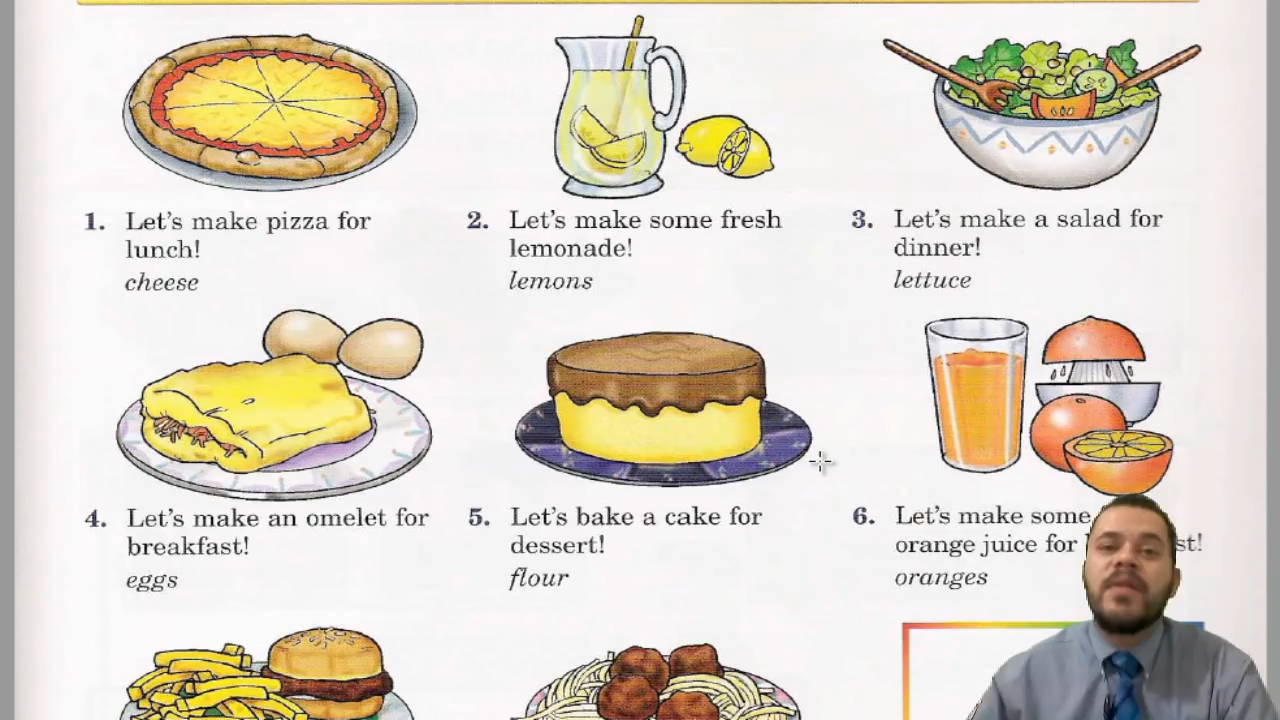 1. Let's make pizza for
lunch!
cheese
2. Let's make some fresh
lemonade!
lemons
3. Let's make a salad for
dinner!
lettuce
4. Let's make an omelet for
breakfast!
eggs
5. Let's bake a cake for
dessert!
flour
6. Let's make some
orange juice for st!
oranges